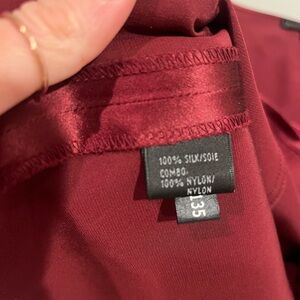 100% SILK/SOIE
COMBO.
100% NYLON/
NYLON
135